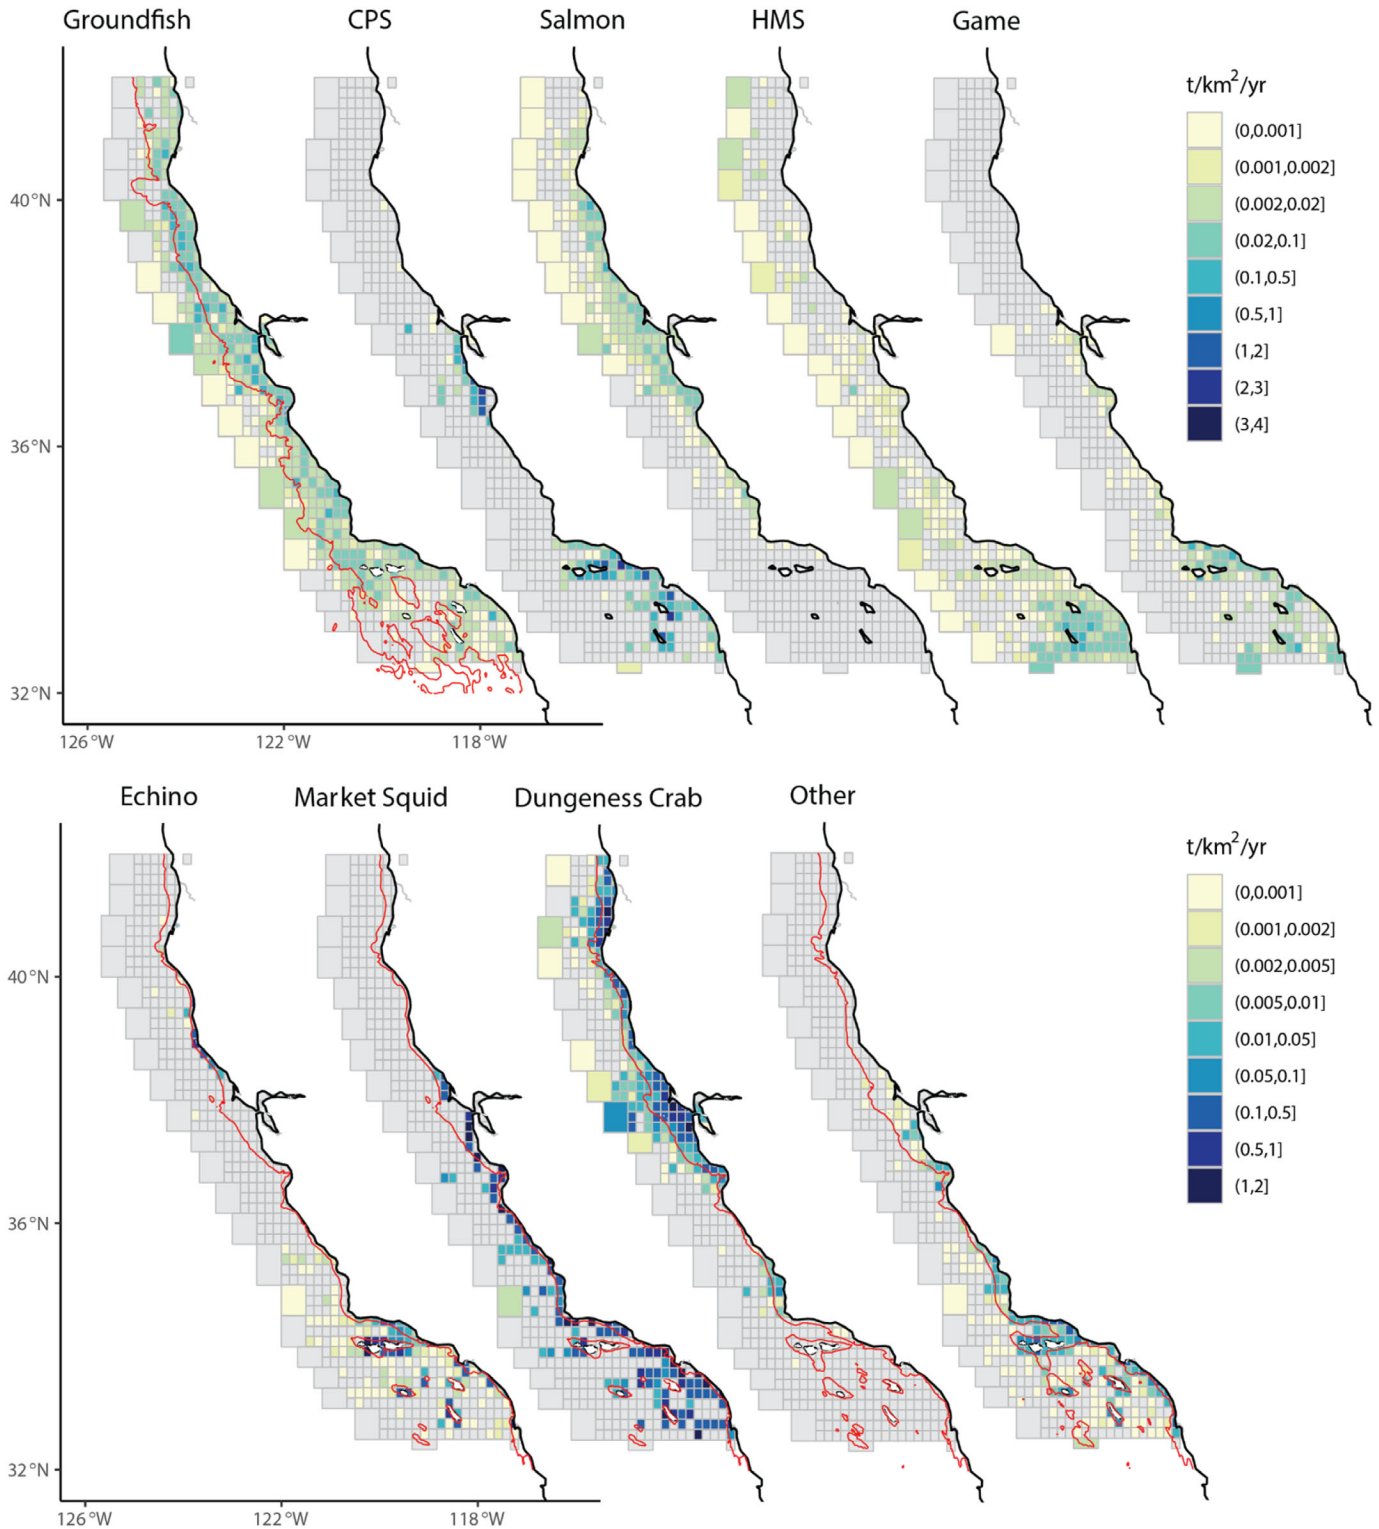 Groundfish CPS Salmon HMS Game
t/km²/yr
(0,0.001]
(0.001,0.002]
(0.002,0.02]
(0.02,0.1]
(0.1,0.5]
(0.5,1]
(1,2]
(2,3]
(3,4]
40°N
36°N
32°N
126°W 122°W 118°W
Echino Market Squid Dungeness Crab Other
t/km²/yr
(0,0.001]
(0.001,0.002]
(0.002,0.005]
(0.005,0.01]
(0.01,0.05]
(0.05,0.1]
(0.1,0.5]
(0.5,1]
(1,2]
40°N
36°N
32°N
126°W 122°W 118°W